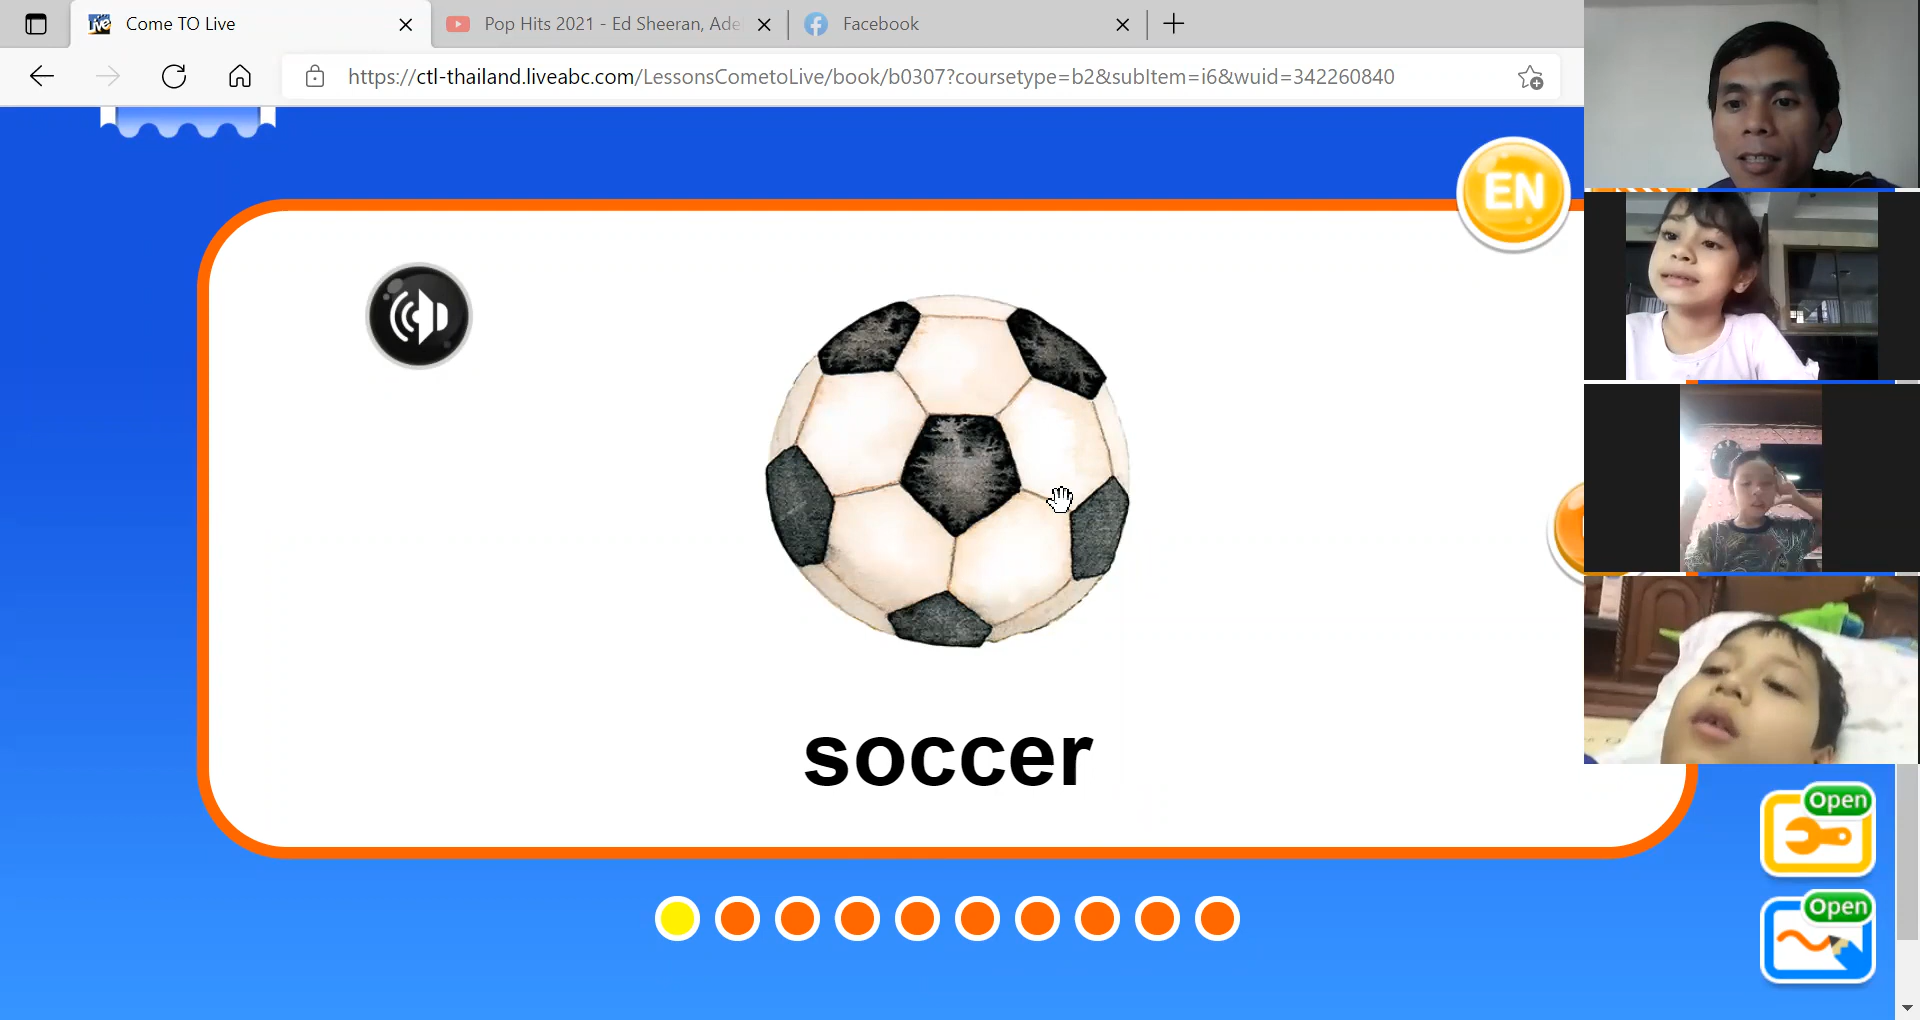 Come TO Live
Pop Hits 2021 - Ed Sheeran, Ade
Facebook
https://ctl-thailand.liveabc.com/LessonsCometoLive/book/b0307?coursetype=b2&subItem=i6&wuid=342260840
EN
soccer
Open
Open